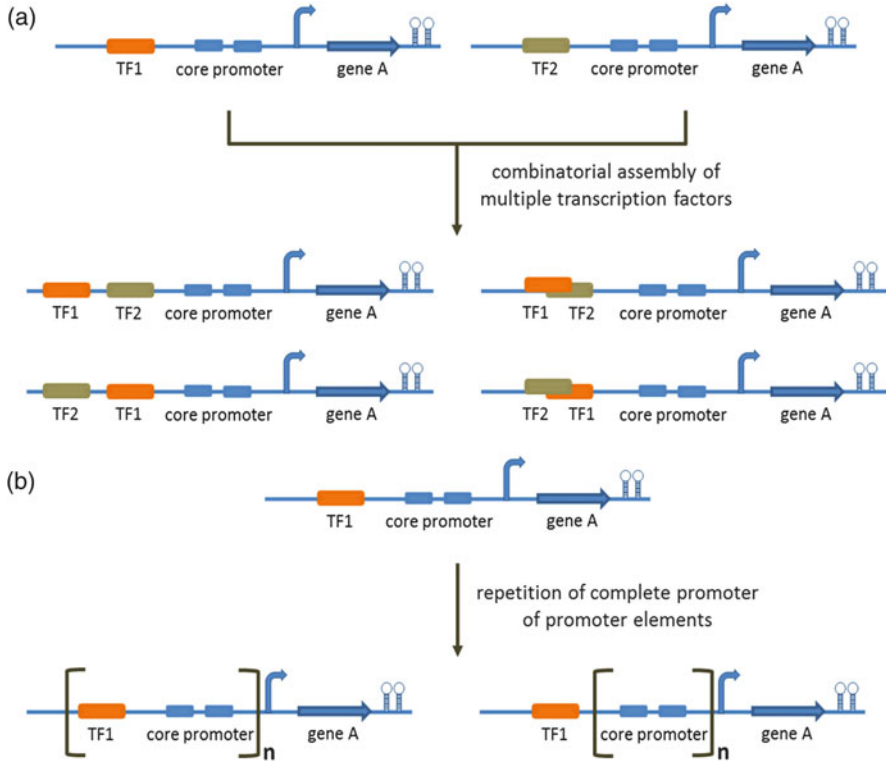 (a)
TF1 core promoter gene A
TF2 core promoter gene A
combinatorial assembly of
multiple transcription factors
TF1 TF2 core promoter gene A
TF1 TF2 core promoter gene A
TF2 TF1 core promoter gene A
TF2 TF1 core promoter gene A
(b)
TF1 core promoter gene A
repetition of complete promoter
of promoter elements
TF1 core promoter n gene A
TF1 core promoter n gene A